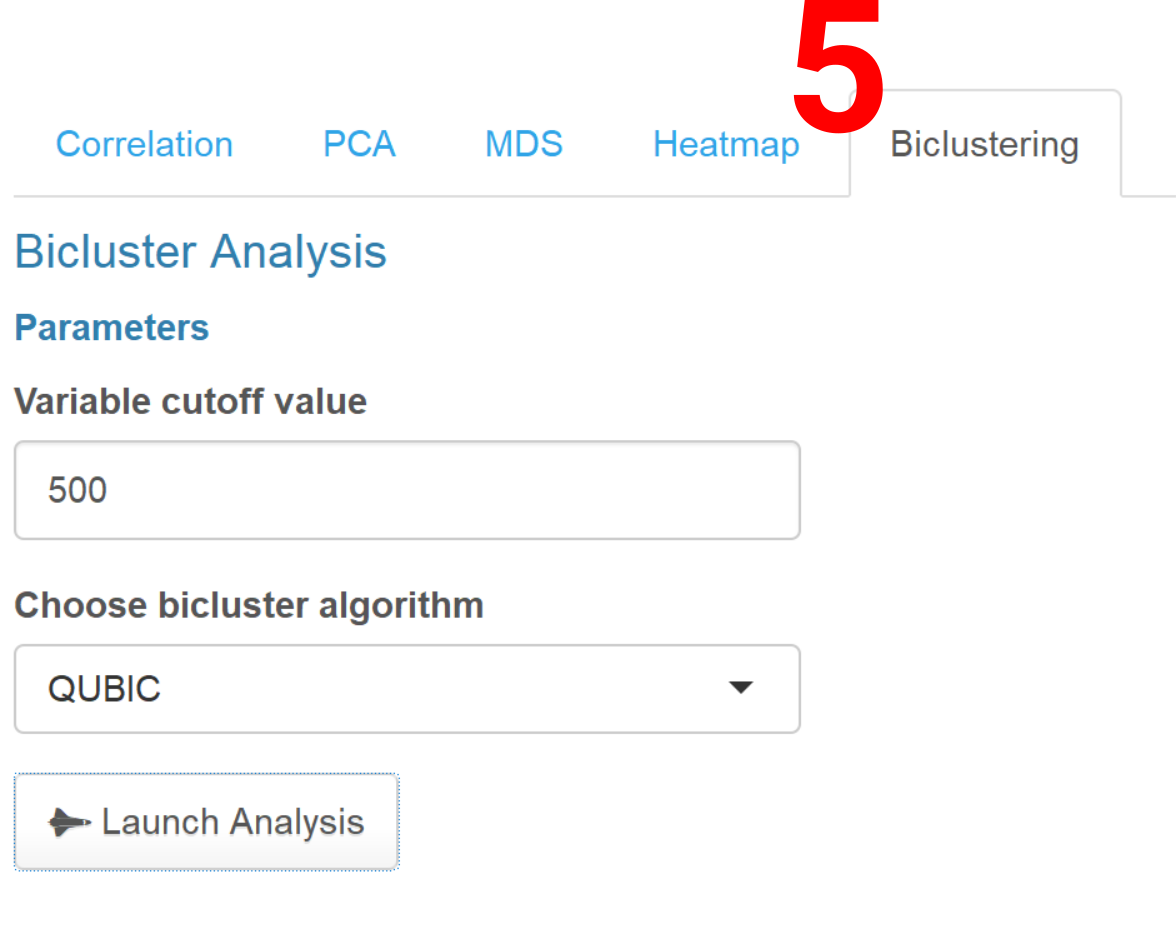 5
Correlation PCA MDS Heatmap Biclustering
Bicluster Analysis
Parameters
Variable cutoff value
500
Choose bicluster algorithm
QUBIC
Launch Analysis